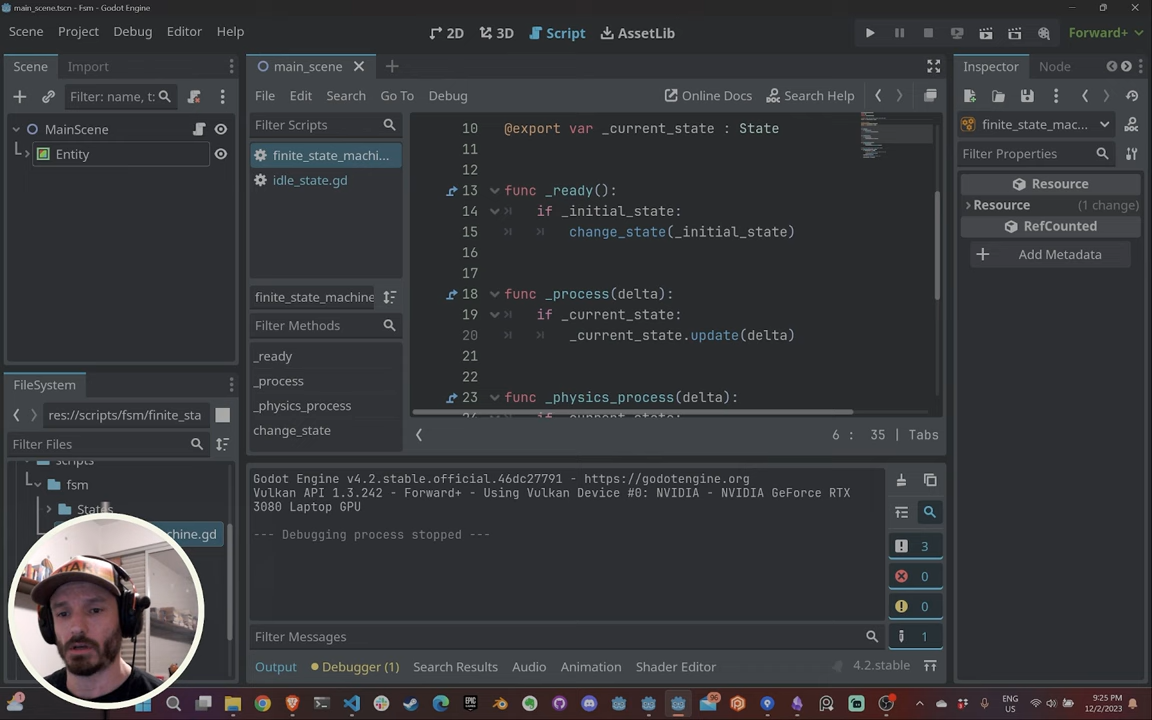 main_scene.tscn - Fsm - Godot Engine
Scene Project Debug Editor Help
2D 3D Script AssetLib
Forward+
Scene Import
Filter: name, t:
MainScene
Entity
FileSystem
res://scripts/fsm/finite_sta
Filter Files
scripts
fsm
chine.gd
main_scene
File Edit Search Go To Debug
Online Docs Search Help
Filter Scripts
finite_state_machi...
idle_state.gd
finite_state_machine
Filter Methods
_ready
_process
_physics_process
change_state
10 @export var _current_state : State
11
12
13 func _ready():
14 if _initial_state:
15 change_state(_initial_state)
16
17
18 func _process(delta):
19 if _current_state:
20 _current_state.update(delta)
21
22
23 func _physics_process(delta):
24 if _current_state:
6 : 35 | Tabs
Godot Engine v4.2.stable.official.46dc27791 - https://godotengine.org
Vulkan API 1.3.242 - Forward+ - Using Vulkan Device #0: NVIDIA - NVIDIA GeForce RTX
3080 Laptop GPU
--- Debugging process stopped ---
3
0
0
1
Filter Messages
Output Debugger (1) Search Results Audio Animation Shader Editor
4.2.stable
Inspector Node
finite_state_mac...
Filter Properties
Resource
Resource (1 change)
RefCounted
Add Metadata
1
96
ENG
US
9:25 PM
12/2/2023